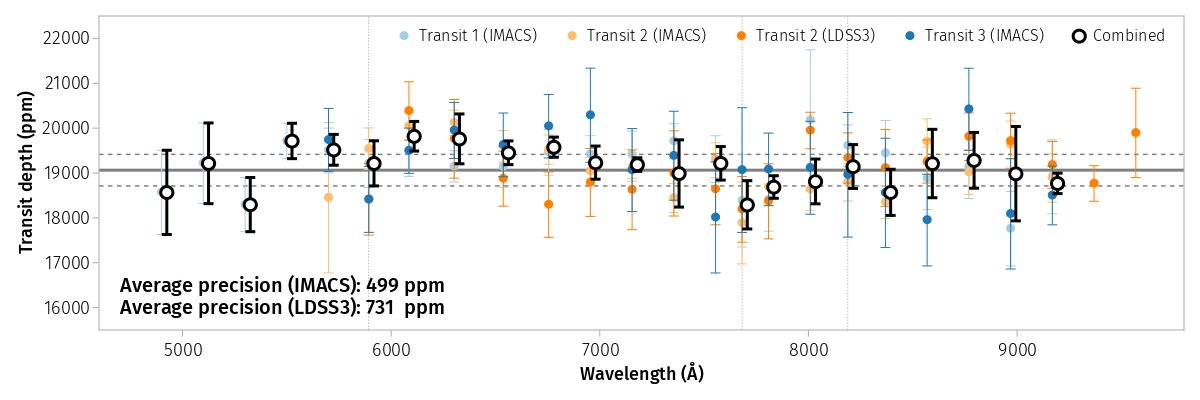 Transit 1 (IMACS) Transit 2 (IMACS) Transit 2 (LDSS3) Transit 3 (IMACS) Combined
22000
21000
20000
19000
18000
17000
16000
Transit depth (ppm)
Average precision (IMACS): 499 ppm
Average precision (LDSS3): 731 ppm
5000 6000 7000 8000 9000
Wavelength (Å)